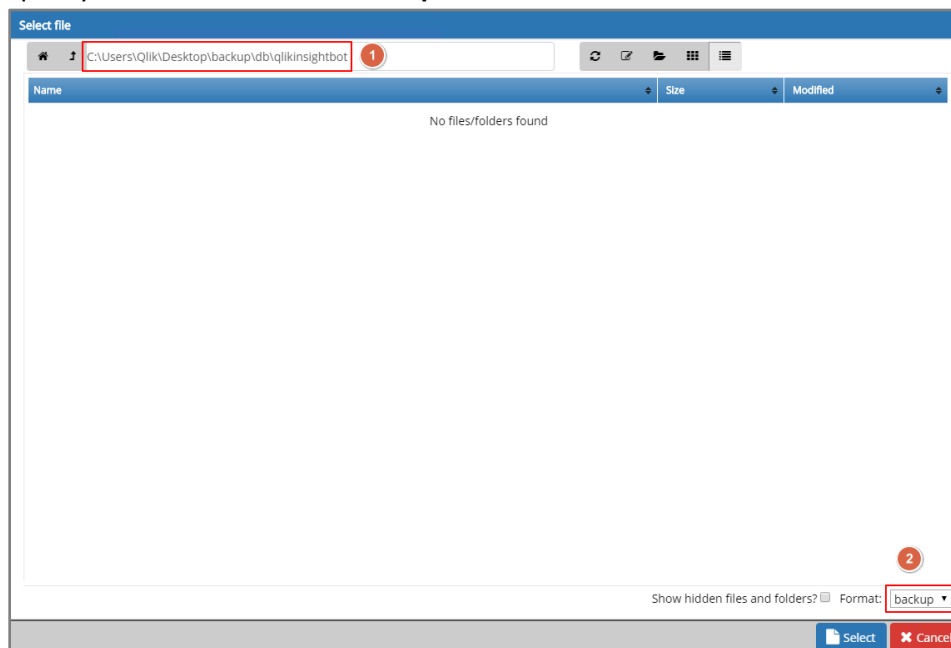 Select file
C:\Users\Qlik\Desktop\backup\db\qlikinsightbot 1
Name Size Modified
No files/folders found
2
Show hidden files and folders? Format: backup
Select Cancel